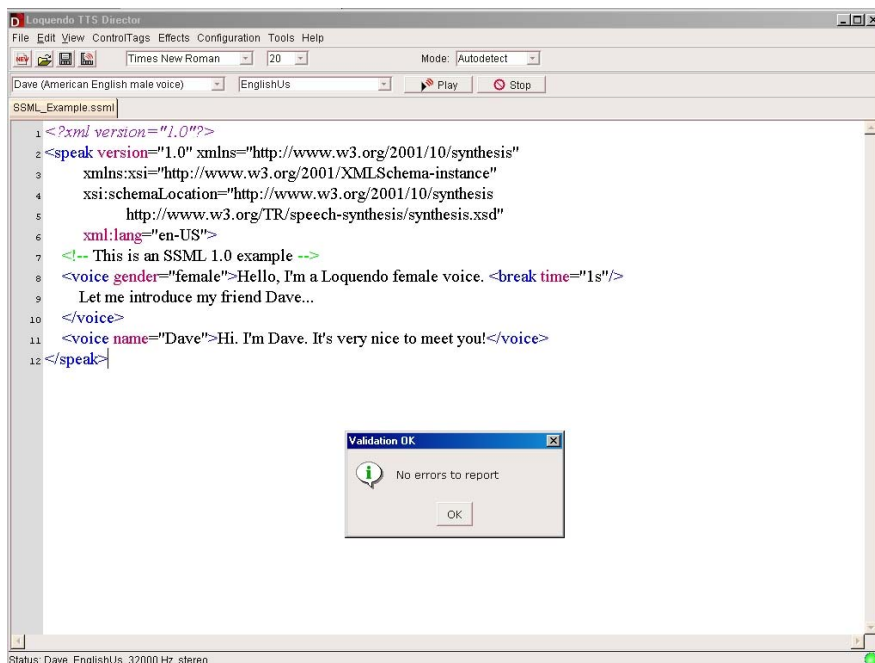 Loquendo TTS Director
File Edit View ControlTags Effects Configuration Tools Help
NEW Times New Roman 20 Mode: Autodetect
Dave (American English male voice) EnglishUs Play Stop
SSML_Example.ssml
1 <?xml version="1.0"?>
2 <speak version="1.0" xmlns="http://www.w3.org/2001/10/synthesis"
3 xmlns:xsi="http://www.w3.org/2001/XMLSchema-instance"
4 xsi:schemaLocation="http://www.w3.org/2001/10/synthesis
5 http://www.w3.org/TR/speech-synthesis/synthesis.xsd"
6 xml:lang="en-US">
7 <!-- This is an SSML 1.0 example -->
8 <voice gender="female">Hello, I'm a Loquendo female voice. <break time="1s"/>
9 Let me introduce my friend Dave...
10 </voice>
11 <voice name="Dave">Hi. I'm Dave. It's very nice to meet you!</voice>
12 </speak>
Validation OK
No errors to report
OK
Status: Dave, EnglishUs, 32000 Hz, stereo